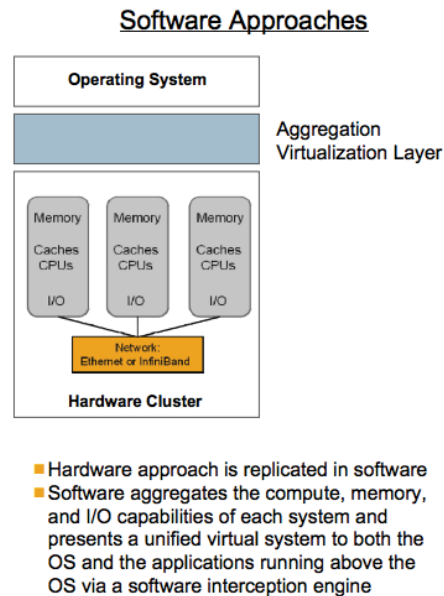 Software Approaches
Operating System
Aggregation
Virtualization Layer
Memory Memory Memory
Caches Caches Caches
CPUs CPUs CPUs
I/O I/O I/O
Network:
Ethernet or InfiniBand
Hardware Cluster
Hardware approach is replicated in software
Software aggregates the compute, memory,
and I/O capabilities of each system and
presents a unified virtual system to both the
OS and the applications running above the
OS via a software interception engine